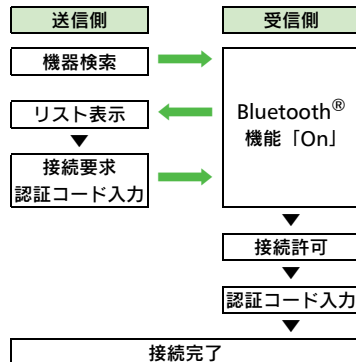 送信側
受信側
機器検索
リスト表示
接続要求
認証コード入力
Bluetooth®
機能「On」
接続許可
認証コード入力
接続完了